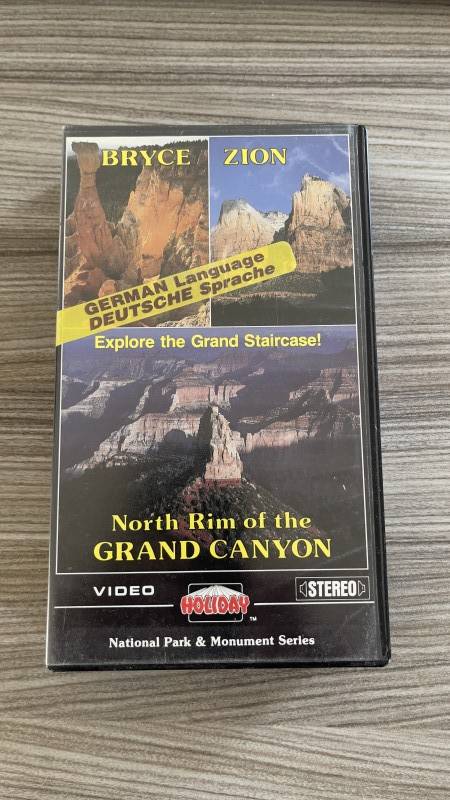 BRYCE ZION
GERMAN Language
DEUTSCHE Sprache
Explore the Grand Staircase!
North Rim of the
GRAND CANYON
VIDEO
HOLIDAY™
STEREO
National Park & Monument Series